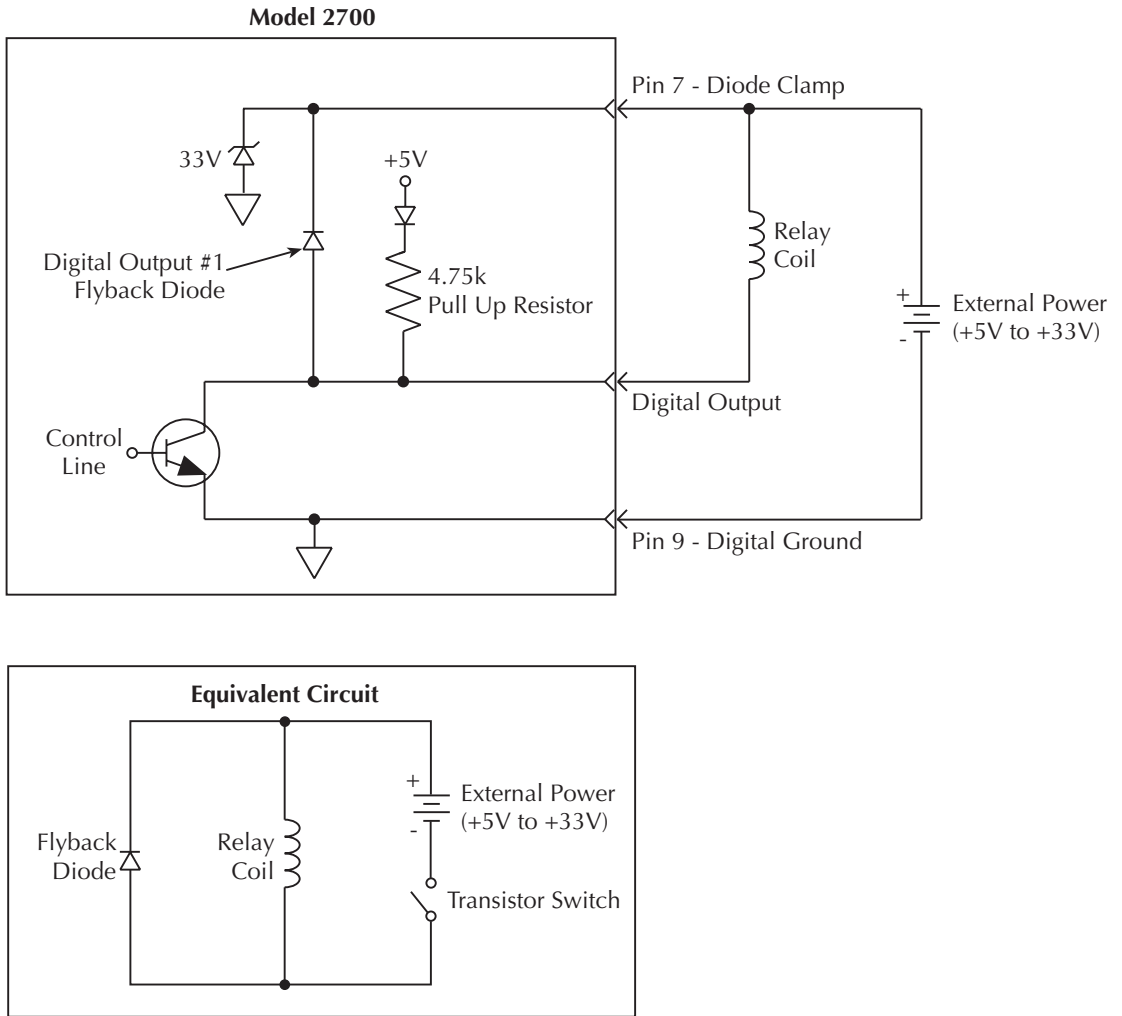 Model 2700
Pin 7 - Diode Clamp
33V
+5V
Digital Output #1
Flyback Diode
4.75k
Pull Up Resistor
Relay
Coil
+
-
External Power
(+5V to +33V)
Digital Output
Control
Line
Pin 9 - Digital Ground
Equivalent Circuit
Flyback
Diode
Relay
Coil
+
-
External Power
(+5V to +33V)
Transistor Switch